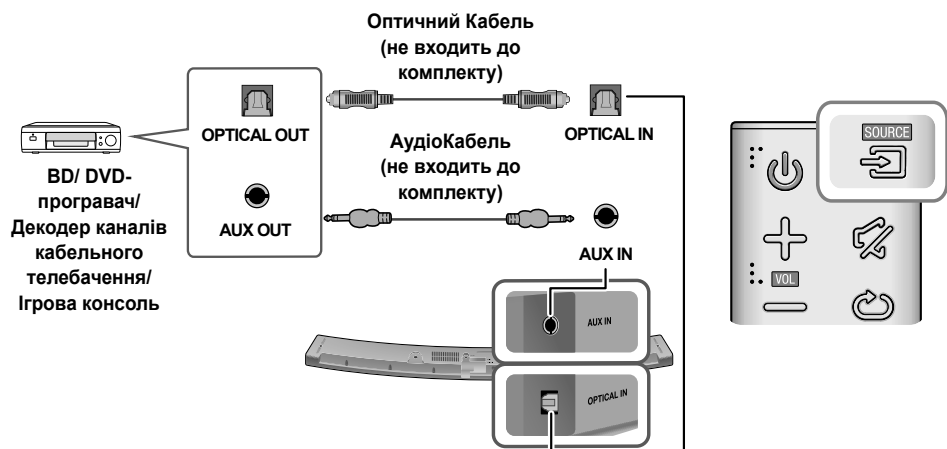 Оптичний Кабель
(не входить до
комплекту)
OPTICAL OUT
OPTICAL IN
BD/ DVD-
програвач/
Декодер каналів
кабельного
телебачення/
Ігрова консоль
АудіоКабель
(не входить до
комплекту)
AUX OUT
AUX IN
AUX IN
OPTICAL IN
SOURCE
VOL